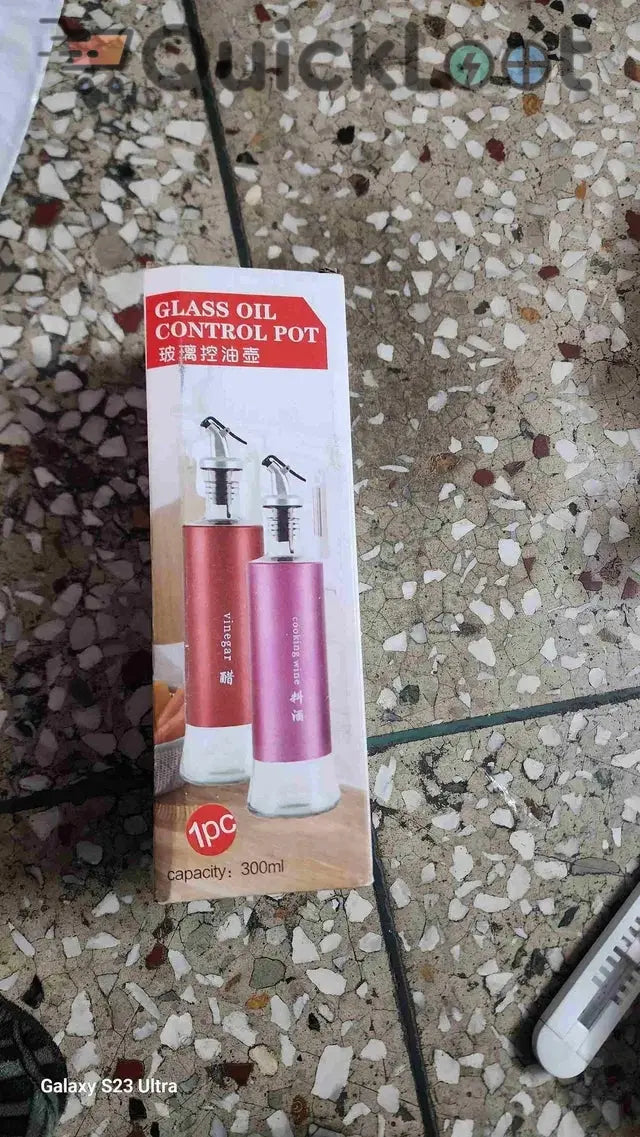 QuickLoot
GLASS OIL
CONTROL POT
玻璃控油壶
vinegar 醋
cooking wine 料酒
1pc
capacity: 300ml
Galaxy S23 Ultra